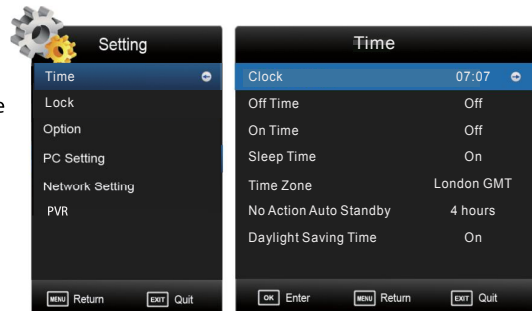 Setting
Time
Lock
Option
PC Setting
Network Setting
PVR
MENU Return EXIT Quit
e
Time
Clock 07:07
Off Time Off
On Time Off
Sleep Time On
Time Zone London GMT
No Action Auto Standby 4 hours
Daylight Saving Time On
OK Enter MENU Return EXIT Quit